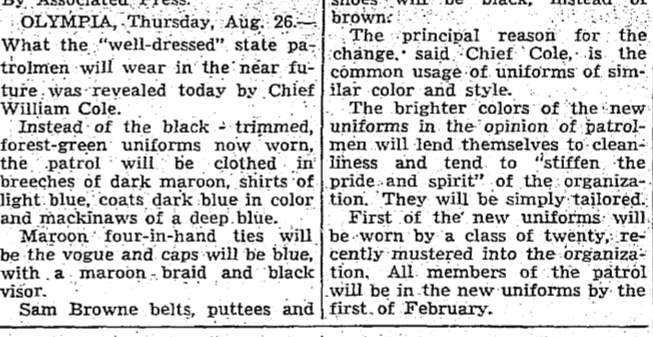 By Associated Press.
OLYMPIA, Thursday, Aug. 26.—
What the "well-dressed" state pa-
trolmen will wear in the near fu-
ture was revealed today by Chief
William Cole.
Instead of the black - trimmed,
forest-green uniforms now worn,
the patrol will be clothed in
breeches of dark maroon, shirts of
light blue, coats dark blue in color
and mackinaws of a deep blue.
Maroon four-in-hand ties will
be the vogue and caps will be blue,
with a maroon braid and black
visor.
Sam Browne belts, puttees and
shoes will be black, instead of
brown.
The principal reason for the
change, said Chief Cole, is the
common usage of uniforms of sim-
ilar color and style.
The brighter colors of the new
uniforms in the opinion of patrol-
men will lend themselves to clean-
liness and tend to "stiffen the
pride and spirit" of the organiza-
tion. They will be simply tailored.
First of the new uniforms will
be worn by a class of twenty, re-
cently mustered into the organiza-
tion. All members of the patrol
will be in the new uniforms by the
first of February.